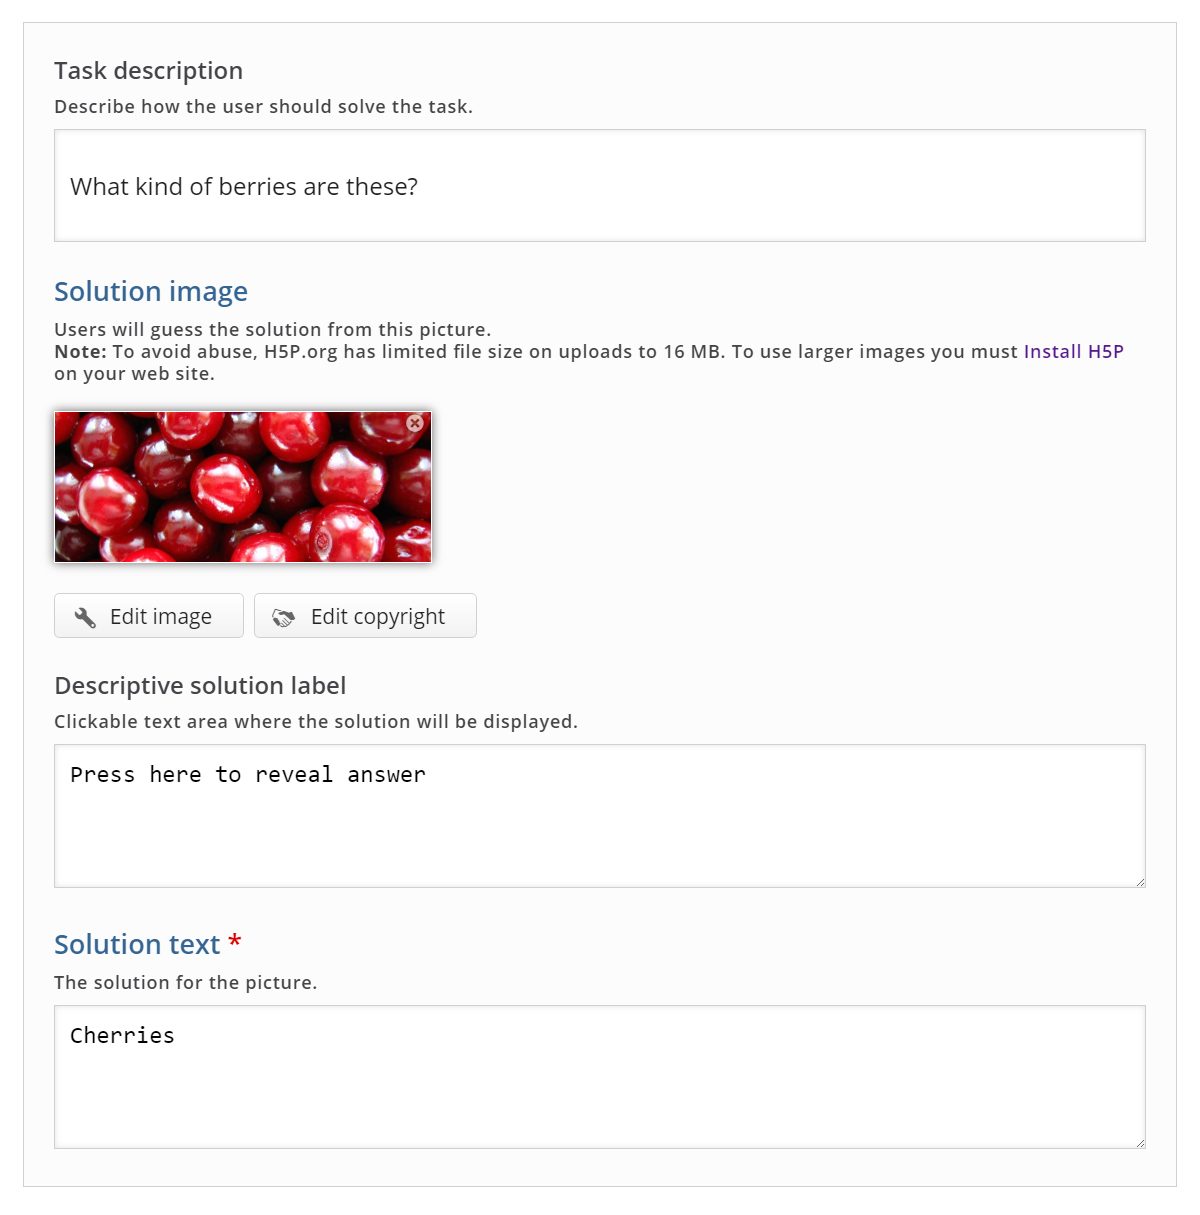 Task description
Describe how the user should solve the task.
What kind of berries are these?
Solution image
Users will guess the solution from this picture.
Note: To avoid abuse, H5P.org has limited file size on uploads to 16 MB. To use larger images you must Install H5P
on your web site.
Edit image
Edit copyright
Descriptive solution label
Clickable text area where the solution will be displayed.
Press here to reveal answer
Solution text *
The solution for the picture.
Cherries